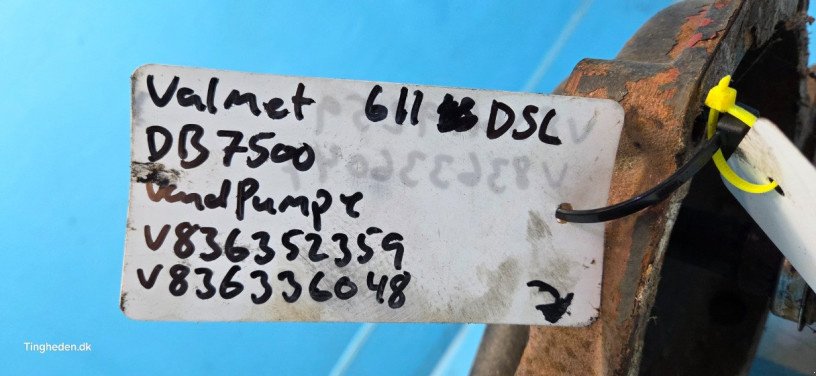 Valmet 611 DSL
DB7500
VandPumpe
V836352359
V836336048
Tingheden.dk